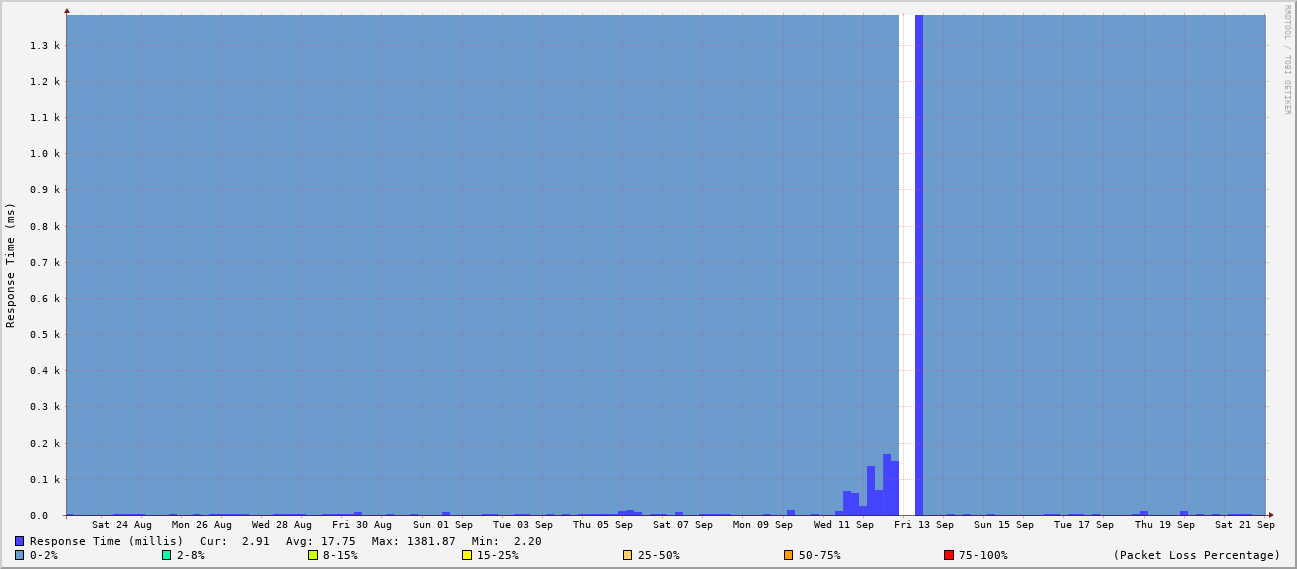 RRDTOOL / TOBI OETIKER
Response Time (ms)
1.3 k
1.2 k
1.1 k
1.0 k
0.9 k
0.8 k
0.7 k
0.6 k
0.5 k
0.4 k
0.3 k
0.2 k
0.1 k
0.0
Sat 24 Aug Mon 26 Aug Wed 28 Aug Fri 30 Aug Sun 01 Sep Tue 03 Sep Thu 05 Sep Sat 07 Sep Mon 09 Sep Wed 11 Sep Fri 13 Sep Sun 15 Sep Tue 17 Sep Thu 19 Sep Sat 21 Sep
Response Time (millis) Cur: 2.91 Avg: 17.75 Max: 1381.87 Min: 2.20
0-2% 2-8% 8-15% 15-25% 25-50% 50-75% 75-100% (Packet Loss Percentage)